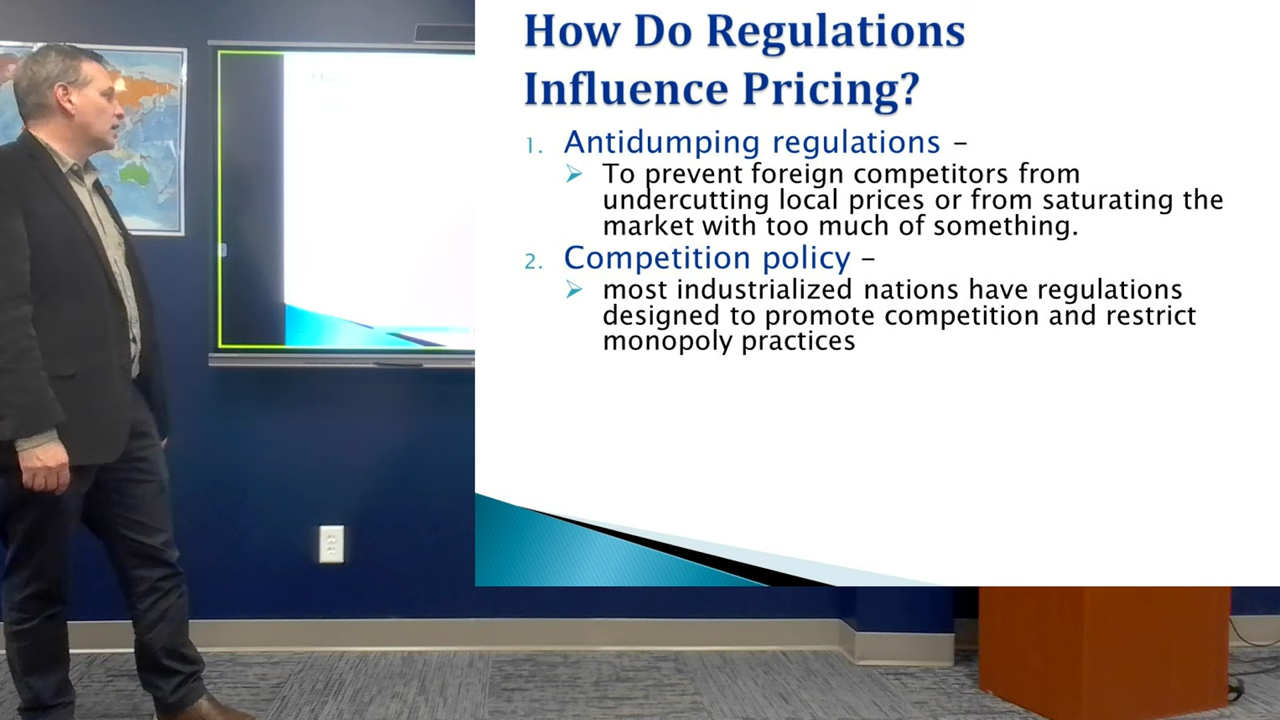 How Do Regulations
Influence Pricing?
1. Antidumping regulations –
➢ To prevent foreign competitors from
undercutting local prices or from saturating the
market with too much of something.
2. Competition policy –
➢ most industrialized nations have regulations
designed to promote competition and restrict
monopoly practices